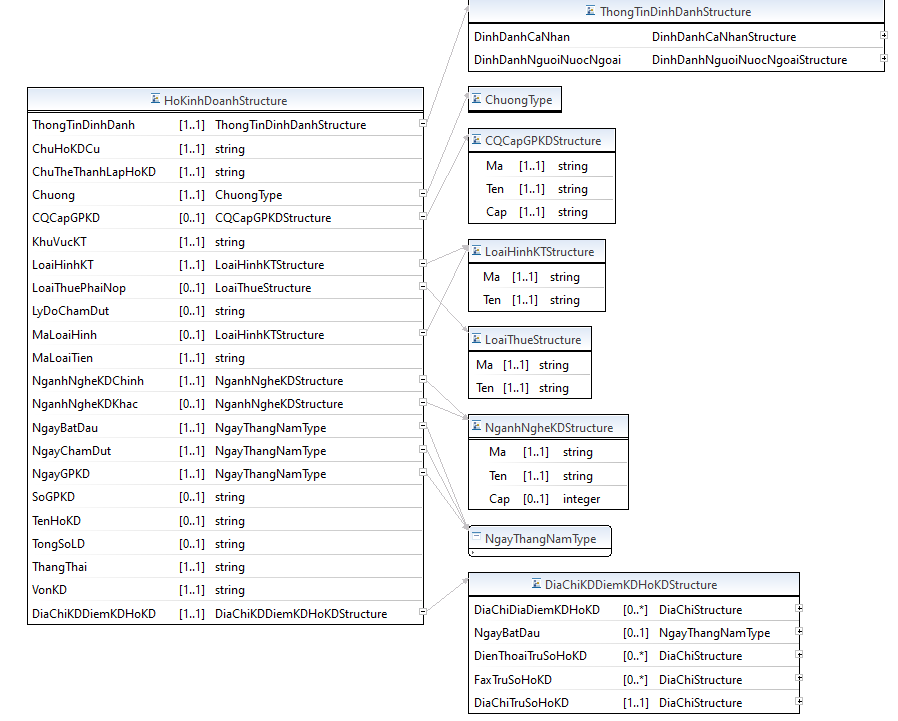 HoKinhDoanhStructure
ThongTinDinhDanh [1..1] ThongTinDinhDanhStructure
ChuHoKDCu [1..1] string
ChuTheThanhLapHoKD [1..1] string
Chuong [1..1] ChuongType
CQCapGPKD [0..1] CQCapGPKDStructure
KhuVucKT [1..1] string
LoaiHinhKT [1..1] LoaiHinhKTStructure
LoaiThuePhaiNop [0..1] LoaiThueStructure
LyDoChamDut [0..1] string
MaLoaiHinh [0..1] LoaiHinhKTStructure
MaLoaiTien [1..1] string
NganhNgheKDChinh [1..1] NganhNgheKDStructure
NganhNgheKDKhac [0..1] NganhNgheKDStructure
NgayBatDau [1..1] NgayThangNamType
NgayChamDut [1..1] NgayThangNamType
NgayGPKD [1..1] NgayThangNamType
SoGPKD [0..1] string
TenHoKD [0..1] string
TongSoLD [0..1] string
ThangThai [1..1] string
VonKD [1..1] string
DiaChiKDDiemKDHoKD [1..1] DiaChiKDDiemKDHoKDStructure
ThongTinDinhDanhStructure
DinhDanhCaNhan DinhDanhCaNhanStructure
DinhDanhNguoiNuocNgoai DinhDanhNguoiNuocNgoaiStructure
ChuongType
CQCapGPKDStructure
Ma [1..1] string
Ten [1..1] string
Cap [1..1] string
LoaiHinhKTStructure
Ma [1..1] string
Ten [1..1] string
LoaiThueStructure
Ma [1..1] string
Ten [1..1] string
NganhNgheKDStructure
Ma [1..1] string
Ten [1..1] string
Cap [0..1] integer
NgayThangNamType
DiaChiKDDiemKDHoKDStructure
DiaChiDiaDiemKDHoKD [0..*] DiaChiStructure
NgayBatDau [0..1] NgayThangNamType
DienThoaiTruSoHoKD [0..*] DiaChiStructure
FaxTruSoHoKD [0..*] DiaChiStructure
DiaChiTruSoHoKD [1..1] DiaChiStructure